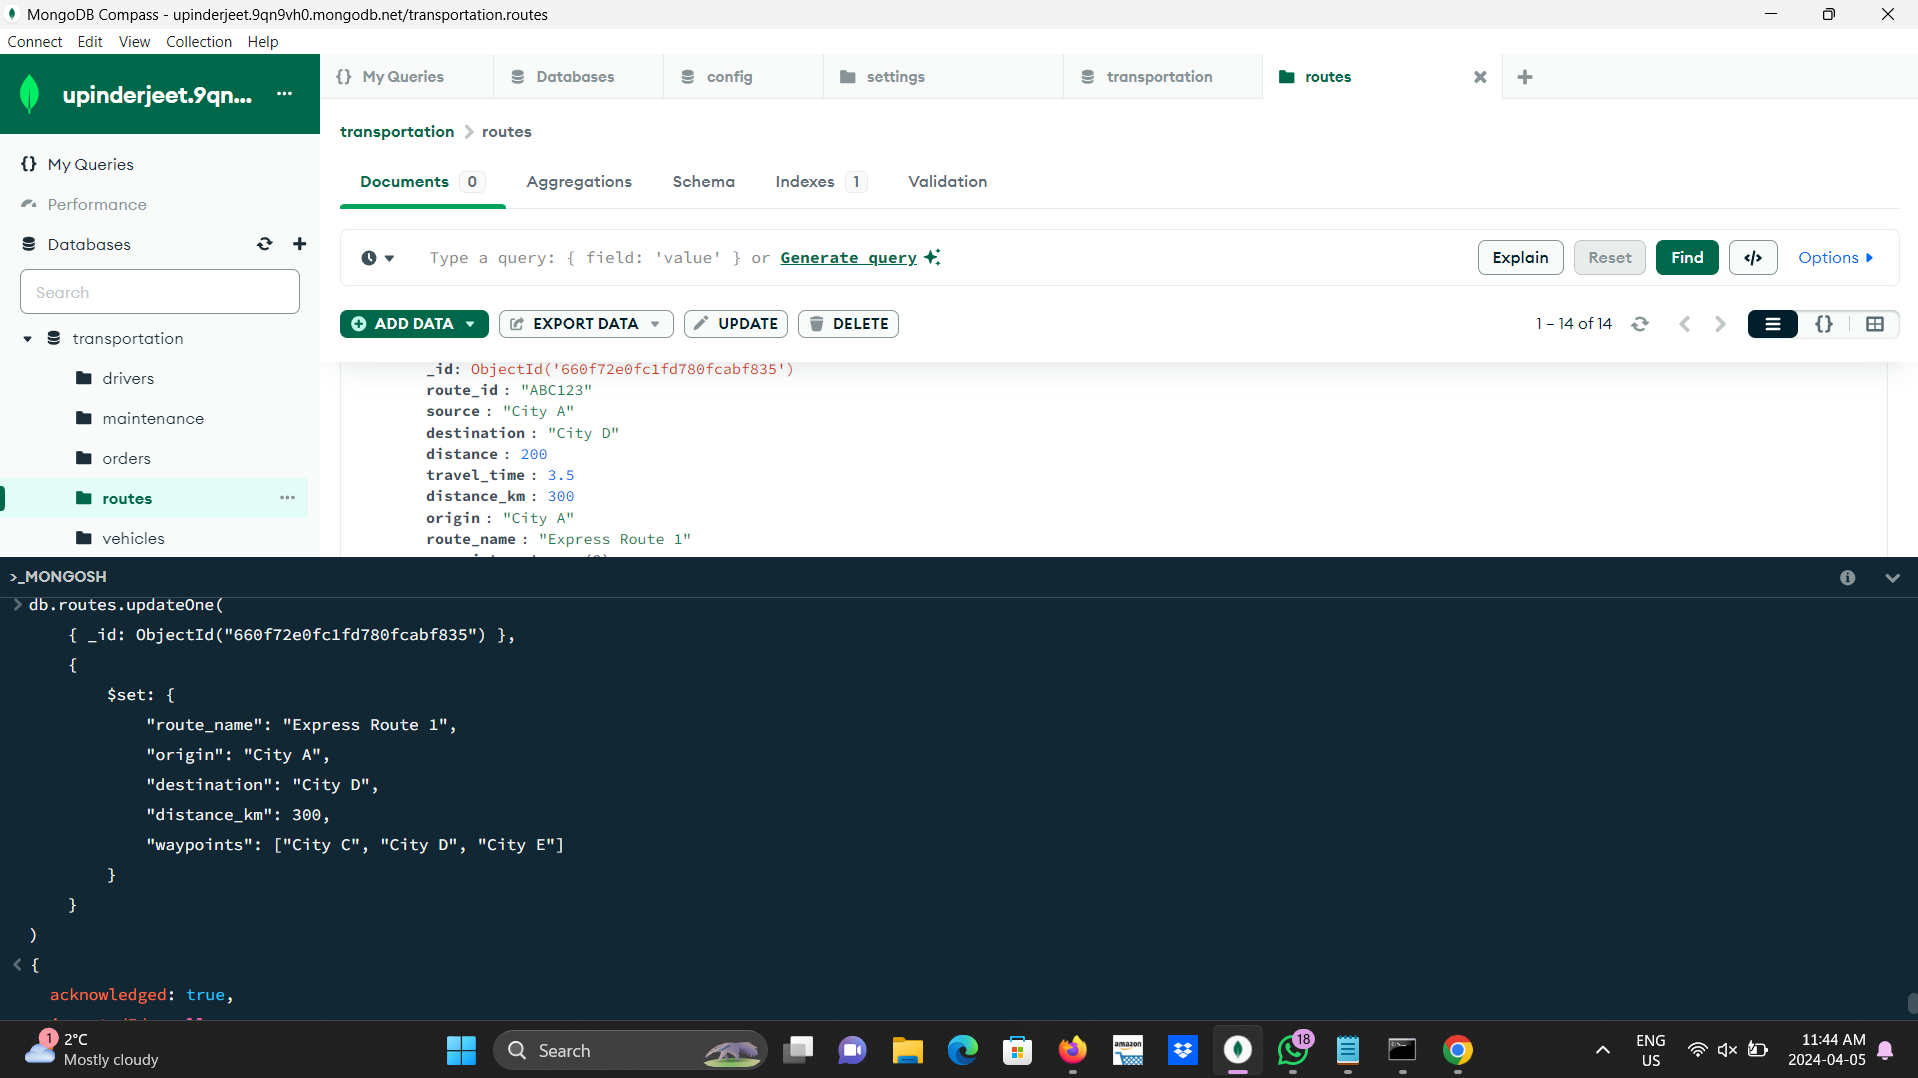 MongoDB Compass - upinderjeet.9qn9vh0.mongodb.net/transportation.routes
Connect Edit View Collection Help
upinderjeet.9qn...
My Queries
Databases
config
settings
transportation
routes
transportation > routes
My Queries
Performance
Databases
Search
transportation
drivers
maintenance
orders
routes
vehicles
Documents 0
Aggregations
Schema
Indexes 1
Validation
Type a query: { field: 'value' } or Generate query
Explain
Reset
Find
</>
Options
ADD DATA
EXPORT DATA
UPDATE
DELETE
1 – 14 of 14
{}
_id: ObjectId('660f72e0fc1fd780fcabf835')
route_id : "ABC123"
source : "City A"
destination : "City D"
distance : 200
travel_time : 3.5
distance_km : 300
origin : "City A"
route_name : "Express Route 1"
>_MONGOSH
> db.routes.updateOne(
{ _id: ObjectId("660f72e0fc1fd780fcabf835") },
{
$set: {
"route_name": "Express Route 1",
"origin": "City A",
"destination": "City D",
"distance_km": 300,
"waypoints": ["City C", "City D", "City E"]
}
}
)
< {
acknowledged: true,
1
2°C
Mostly cloudy
Search
amazon
18
ENG
US
11:44 AM
2024-04-05